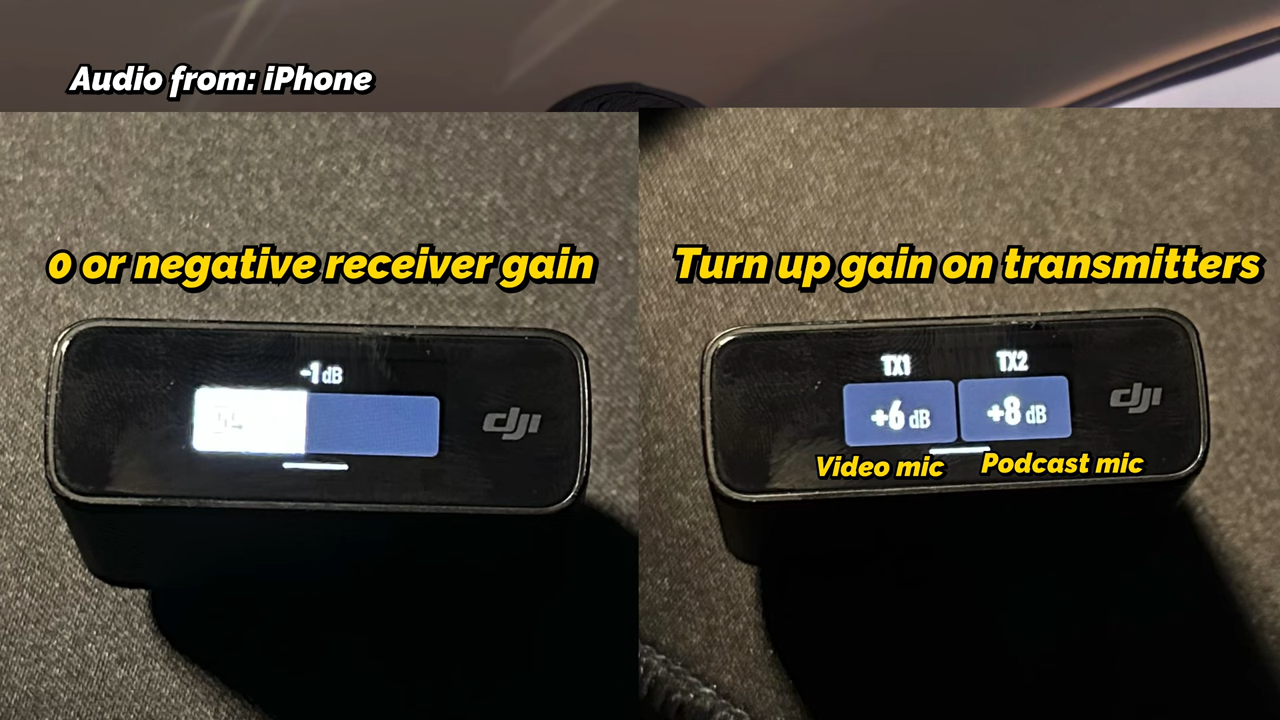 Audio from: iPhone
0 or negative receiver gain
-1 dB
dji
Turn up gain on transmitters
TX1 TX2
+6 dB +8 dB
dji
Video mic Podcast mic